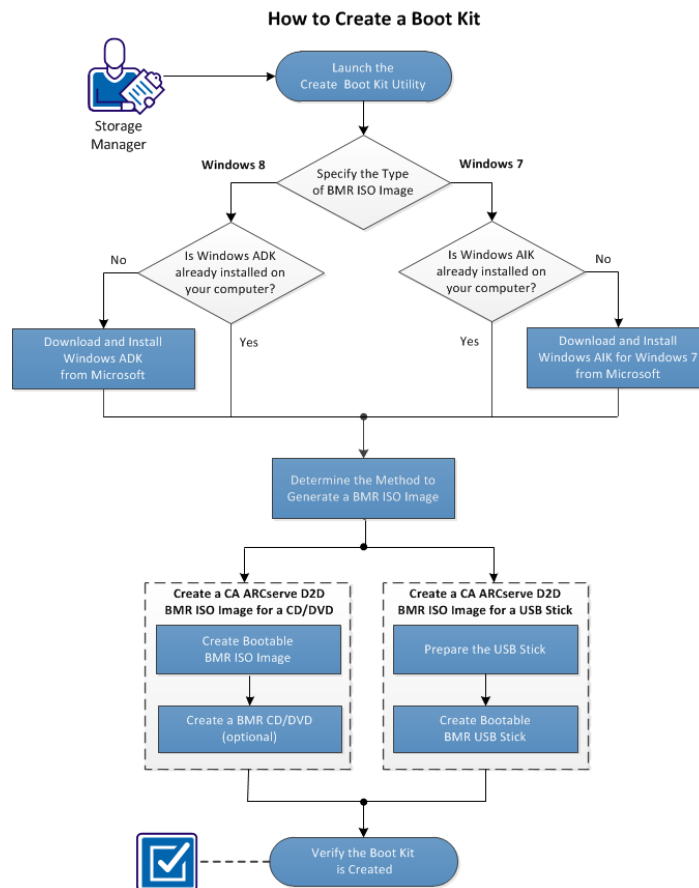 How to Create a Boot Kit
Launch the
Create Boot Kit Utility
Storage
Manager
Windows 8
Windows 7
Specify the Type
of BMR ISO Image
No
Is Windows ADK
already installed on
your computer?
Is Windows AIK
already installed on
your computer?
No
Download and Install
Windows ADK
from Microsoft
Yes
Yes
Download and Install
Windows AIK for Windows 7
from Microsoft
Determine the Method to
Generate a BMR ISO Image
Create a CA ARCserve D2D
BMR ISO Image for a CD/DVD
Create Bootable
BMR ISO Image
Create a BMR CD/DVD
(optional)
Create a CA ARCserve D2D
BMR ISO Image for a USB Stick
Prepare the USB Stick
Create Bootable
BMR USB Stick
Verify the Boot Kit
is Created